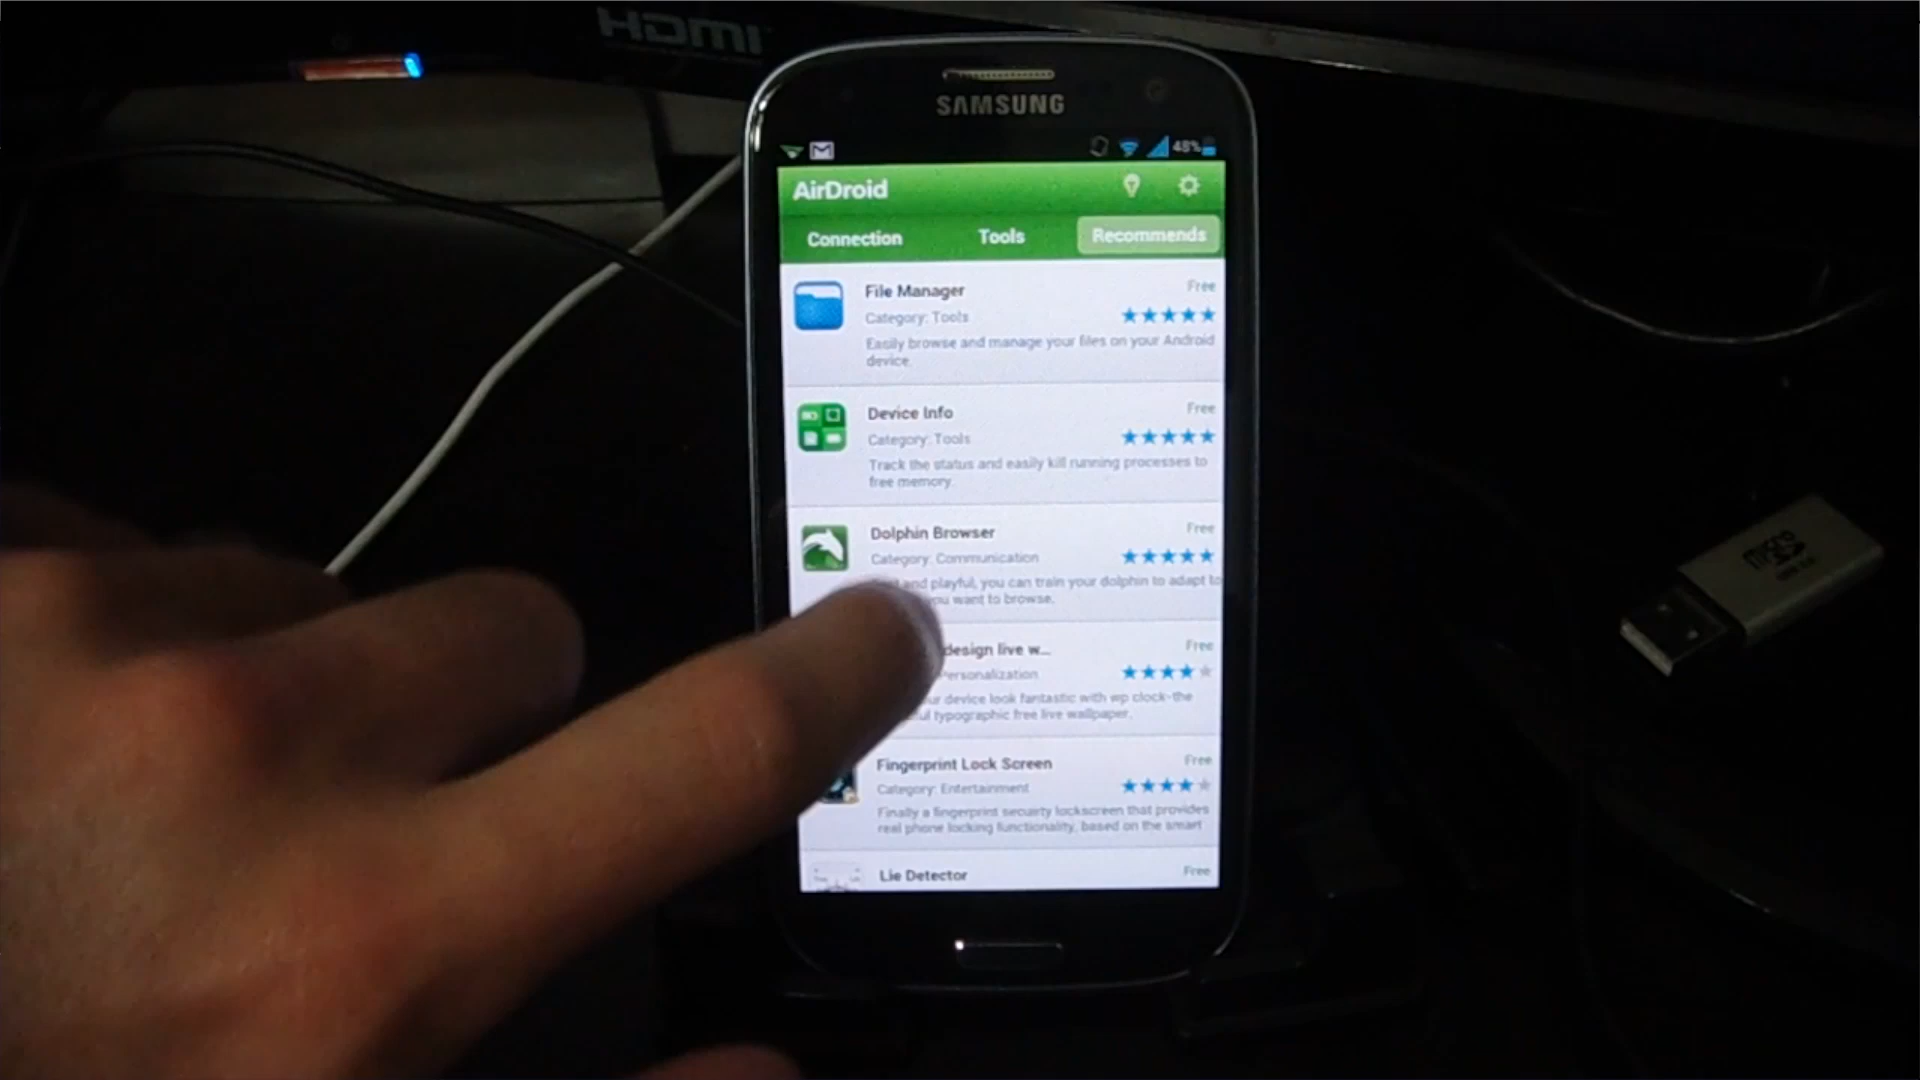 HDMI
SAMSUNG
48%
AirDroid
Connection Tools Recommends
File Manager Free
Category: Tools
Easily browse and manage your files on your Android
device.
Device Info Free
Category: Tools
Track the status and easily kill running processes to
free memory.
Dolphin Browser Free
Category: Communication
and playful, you can train your dolphin to adapt to
you want to browse.
design live w... Free
Personalization
device look fantastic with wp clock-the
typographic free live wallpaper.
Fingerprint Lock Screen Free
Category: Entertainment
Finally a fingerprint security lockscreen that provides
real phone locking functionality, based on the smart
Lie Detector Free
micro